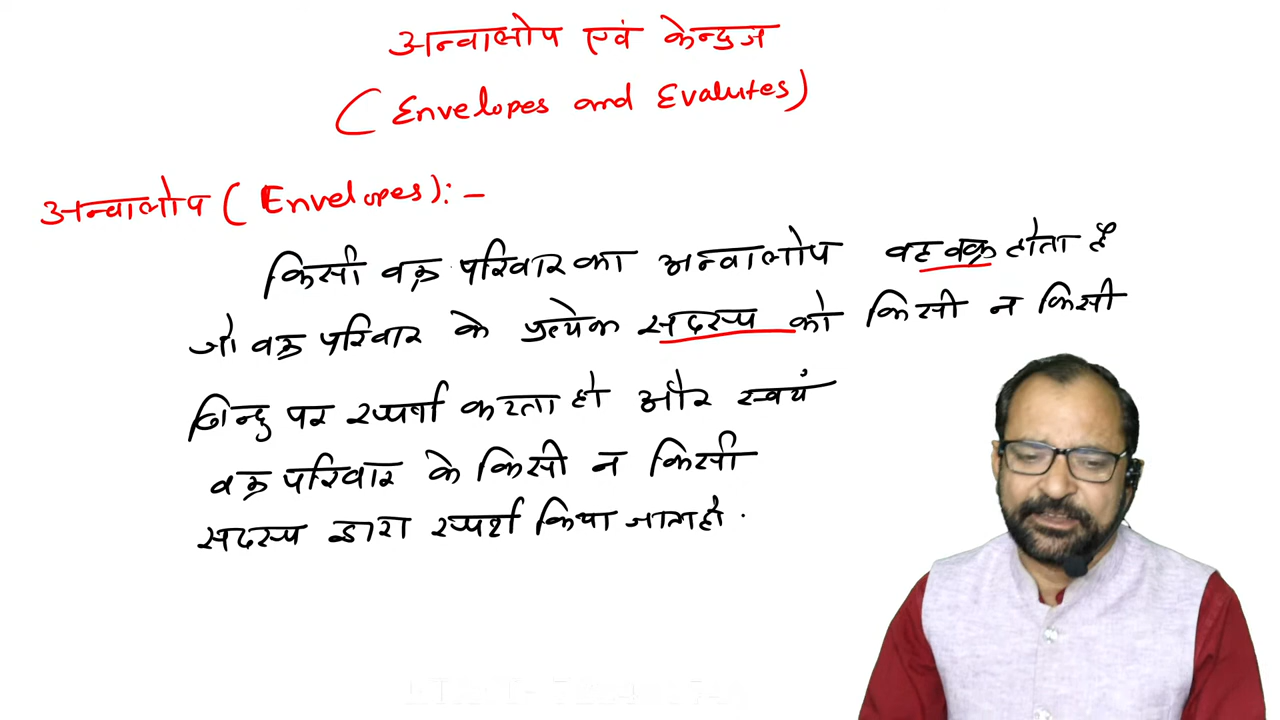 अन्वालोप एवं केन्द्रज
(Envelopes and Evalutes)
अन्वालोप (Envelopes):-
किसी वक्र परिवार का अन्वालोप वह वक्र होता है
जो वक्र परिवार के प्रत्येक सदस्य को किसी न किसी
बिन्दु पर स्पर्श करता हो और स्वयं
वक्र परिवार के किसी न किसी
सदस्य द्वारा स्पर्श किया जाता हो.